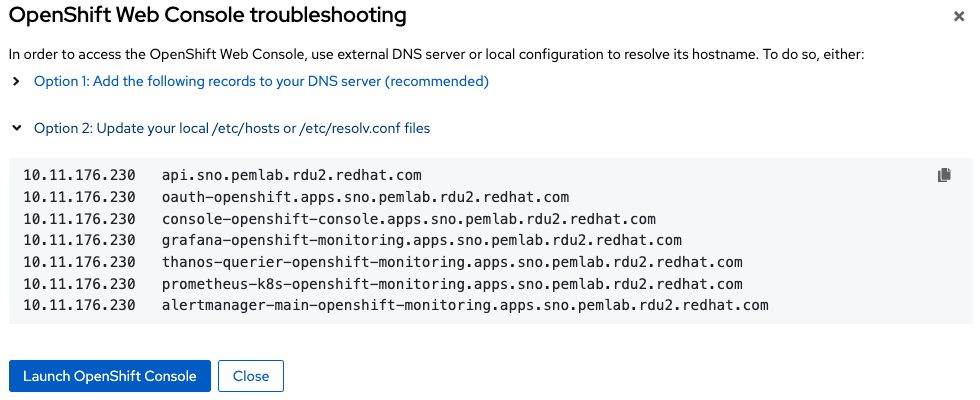 OpenShift Web Console troubleshooting
In order to access the OpenShift Web Console, use external DNS server or local configuration to resolve its hostname. To do so, either:
Option 1: Add the following records to your DNS server (recommended)
Option 2: Update your local /etc/hosts or /etc/resolv.conf files
10.11.176.230 api.sno.pemlab.rdu2.redhat.com
10.11.176.230 oauth-openshift.apps.sno.pemlab.rdu2.redhat.com
10.11.176.230 console-openshift-console.apps.sno.pemlab.rdu2.redhat.com
10.11.176.230 grafana-openshift-monitoring.apps.sno.pemlab.rdu2.redhat.com
10.11.176.230 thanos-querier-openshift-monitoring.apps.sno.pemlab.rdu2.redhat.com
10.11.176.230 prometheus-k8s-openshift-monitoring.apps.sno.pemlab.rdu2.redhat.com
10.11.176.230 alertmanager-main-openshift-monitoring.apps.sno.pemlab.rdu2.redhat.com
Launch OpenShift Console Close